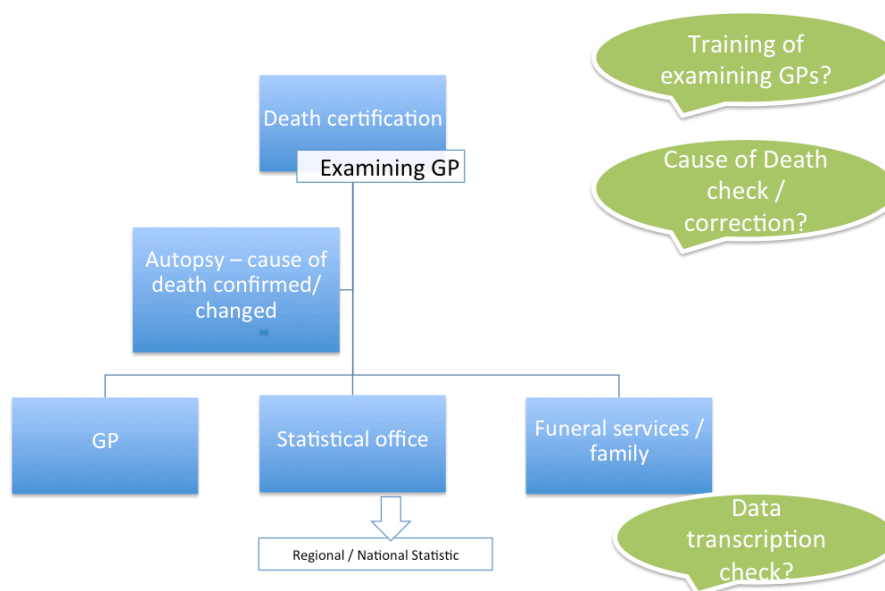 Training of
examining GPs?
Death certification
Examining GP
Cause of Death
check /
correction?
Autopsy – cause of
death confirmed/
changed
GP
Statistical office
Funeral services /
family
Data
transcription
check?
Regional / National Statistic